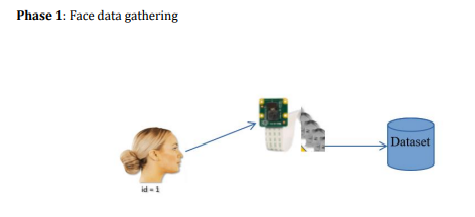 Phase 1: Face data gathering
Dataset
id = 1